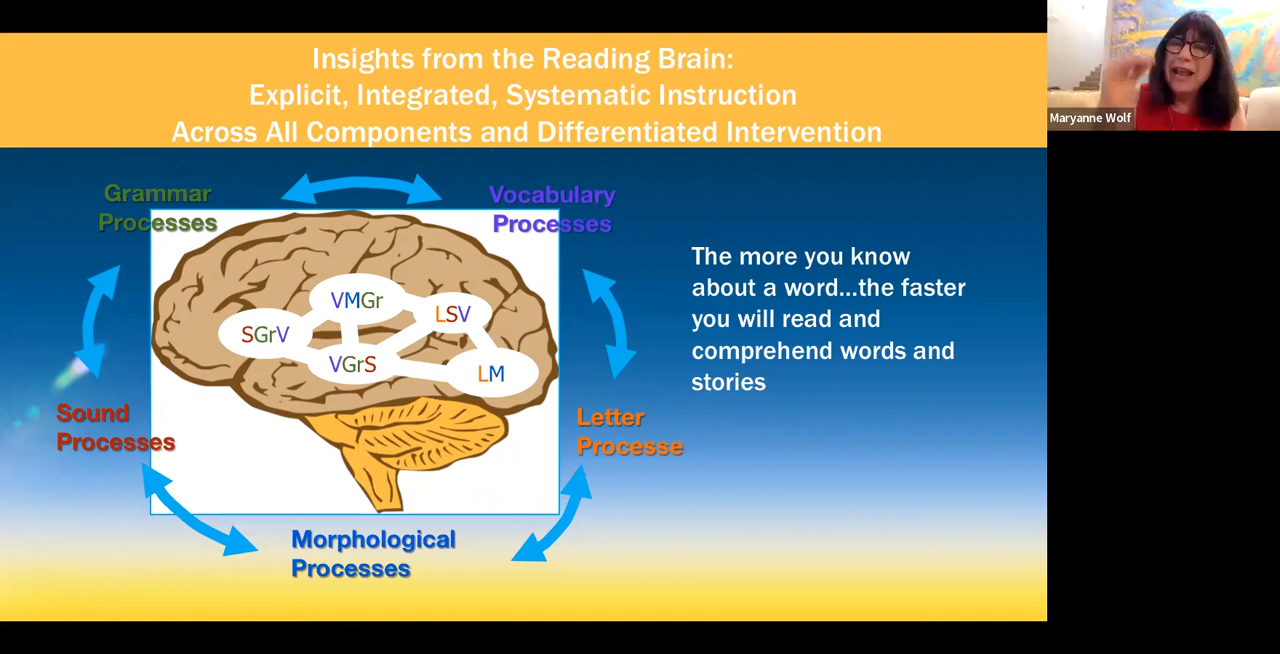 Insights from the Reading Brain:
Explicit, Integrated, Systematic Instruction
Across All Components and Differentiated Intervention
Maryanne Wolf
Grammar
Processes
Vocabulary
Processes
VMGr
LSV
SGrV
VGrS
LM
Sound
Processes
Letter
Processe
Morphological
Processes
The more you know
about a word...the faster
you will read and
comprehend words and
stories